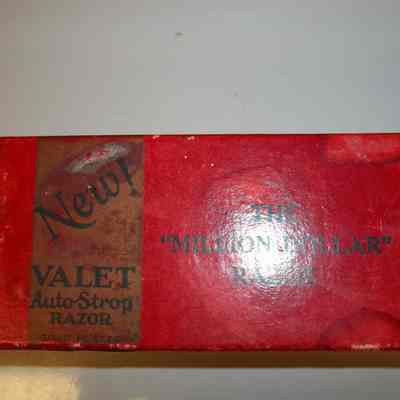 New!
VALET
Auto-Strop
RAZOR
THE
"MILLION DOLLAR"
RAZOR